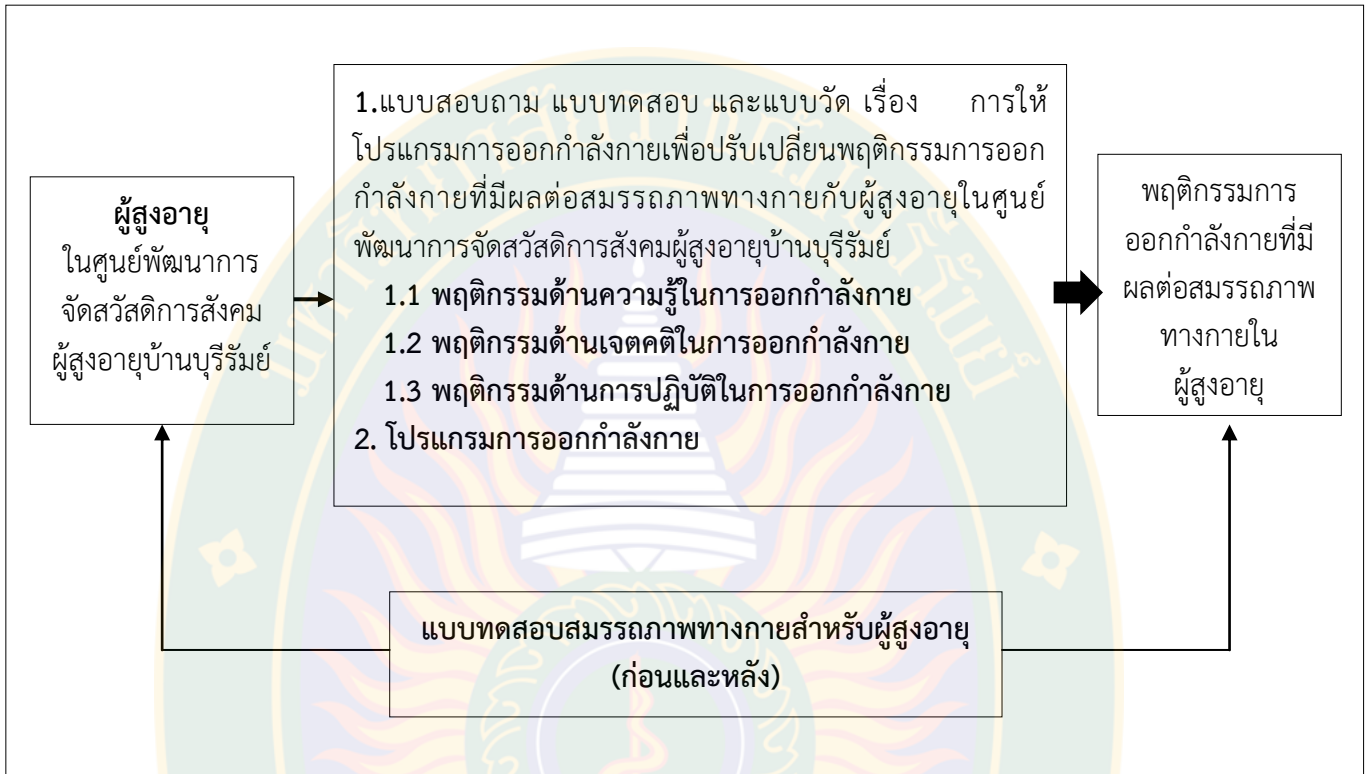 1.แบบสอบถาม แบบทดสอบ และแบบวัด เรื่อง การให้
โปรแกรมการออกกำลังกายเพื่อปรับเปลี่ยนพฤติกรรมการออก
กำลังกายที่มีผลต่อสมรรถภาพทางกายกับผู้สูงอายุในศูนย์
พัฒนาการจัดสวัสดิการสังคมผู้สูงอายุบ้านบุรีรัมย์
1.1 พฤติกรรมด้านความรู้ในการออกกำลังกาย
1.2 พฤติกรรมด้านเจตคติในการออกกำลังกาย
1.3 พฤติกรรมด้านการปฏิบัติในการออกกำลังกาย
2. โปรแกรมการออกกำลังกาย
ผู้สูงอายุ
ในศูนย์พัฒนาการ
จัดสวัสดิการสังคม
ผู้สูงอายุบ้านบุรีรัมย์
พฤติกรรมการ
ออกกำลังกายที่มี
ผลต่อสมรรถภาพ
ทางกายใน
ผู้สูงอายุ
แบบทดสอบสมรรถภาพทางกายสำหรับผู้สูงอายุ
(ก่อนและหลัง)